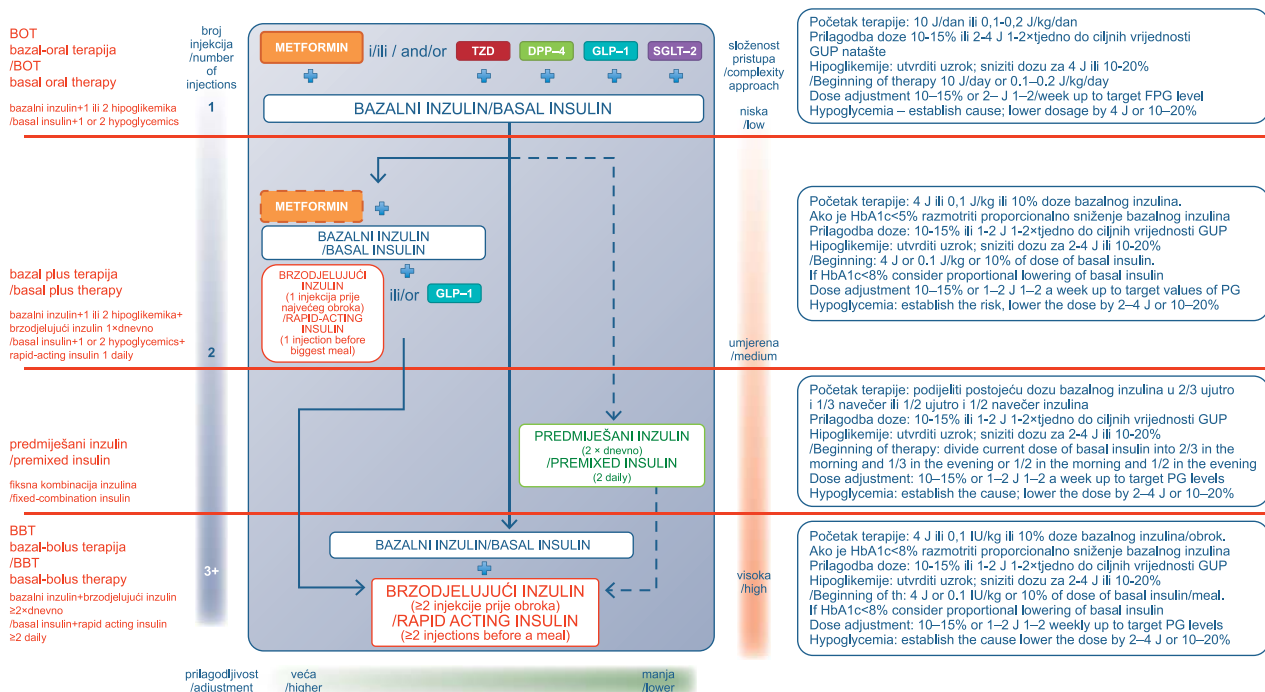 BOT
bazal-oral terapija
/BOT
basal oral therapy
bazalni inzulin+1 ili 2 hipoglikemika
/basal insulin+1 or 2 hypoglycemics
broj
injekcija
/number
of
injections
1
METFORMIN
i/ili / and/or
TZD
DPP–4
GLP–1
SGLT–2
BAZALNI INZULIN/BASAL INSULIN
složenost
pristupa
/complexity
approach
niska
/low
Početak terapije: 10 J/dan ili 0,1-0,2 J/kg/dan
Prilagodba doze 10-15% ili 2-4 J 1-2×tjedno do ciljnih vrijednosti
GUP natašte
Hipoglikemije: utvrditi uzrok; sniziti dozu za 4 J ili 10-20%
/Beginning of therapy 10 J/day or 0.1–0.2 J/kg/day
Dose adjustment 10–15% or 2– J 1–2/week up to target FPG level
Hypoglycemia – establish cause; lower dosage by 4 J or 10–20%
bazal plus terapija
/basal plus therapy
bazalni inzulin+1 ili 2 hipoglikemika+
brzodjelujući inzulin 1×dnevno
/basal insulin+1 or 2 hypoglycemics+
rapid-acting insulin 1 daily
2
METFORMIN
BAZALNI INZULIN
/BASAL INSULIN
BRZODJELUJUĆI
INZULIN
(1 injekcija prije
najvećeg obroka)
/RAPID-ACTING
INSULIN
(1 injection before
biggest meal)
ili/or
GLP–1
umjerena
/medium
Početak terapije: 4 J ili 0,1 J/kg ili 10% doze bazalnog inzulina.
Ako je HbA1c<5% razmotriti proporcionalno sniženje bazalnog inzulina
Prilagodba doze: 10-15% ili 1-2 J 1-2×tjedno do ciljnih vrijednosti GUP
Hipoglikemije: utvrditi uzrok; sniziti dozu za 2-4 J ili 10-20%
/Beginning: 4 J or 0.1 J/kg or 10% of dose of basal insulin.
If HbA1c<8% consider proportional lowering of basal insulin
Dose adjustment 10–15% or 1–2 J 1–2 a week up to target values of PG
Hypoglycemia: establish the risk, lower the dose by 2–4 J or 10–20%
predmiješani inzulin
/premixed insulin
fiksna kombinacija inzulina
/fixed-combination insulin
PREDMIJEŠANI INZULIN
(2 × dnevno)
/PREMIXED INSULIN
(2 daily)
Početak terapije: podijeliti postojeću dozu bazalnog inzulina u 2/3 ujutro
i 1/3 navečer ili 1/2 ujutro i 1/2 navečer inzulina
Prilagodba doze: 10-15% ili 1-2 J 1-2×tjedno do ciljnih vrijednosti GUP
Hipoglikemije: utvrditi uzrok; sniziti dozu za 2-4 J ili 10-20%
/Beginning of therapy: divide current dose of basal insulin into 2/3 in the
morning and 1/3 in the evening or 1/2 in the morning and 1/2 in the evening
Dose adjustment: 10–15% or 1–2 J 1–2 a week up to target PG levels
Hypoglycemia: establish the cause; lower the dose by 2–4 J or 10–20%
BBT
bazal-bolus terapija
/BBT
basal-bolus therapy
bazalni inzulin+brzodjelujući inzulin
≥2×dnevno
/basal insulin+rapid acting insulin
≥2 daily
3+
BAZALNI INZULIN/BASAL INSULIN
BRZODJELUJUĆI INZULIN
(≥2 injekcije prije obroka)
/RAPID ACTING INSULIN
(≥2 injections before a meal)
visoka
/high
Početak terapije: 4 J ili 0,1 IU/kg ili 10% doze bazalnog inzulina/obrok.
Ako je HbA1c<8% razmotriti proporcionalno sniženje bazalnog inzulina
Prilagodba doze: 10-15% ili 1-2 J 1-2×tjedno do ciljnih vrijednosti GUP
Hipoglikemije: utvrditi uzrok; sniziti dozu za 2-4 J ili 10-20%
/Beginning of th: 4 J or 0.1 IU/kg or 10% of dose of basal insulin/meal.
If HbA1c<8% consider proportional lowering of basal insulin
Dose adjustment: 10–15% or 1–2 J 1–2 weekly up to target PG levels
Hypoglycemia: establish the cause lower the dose by 2–4 J or 10–20%
prilagodljivost
/adjustment
veća
/higher
manja
/lower